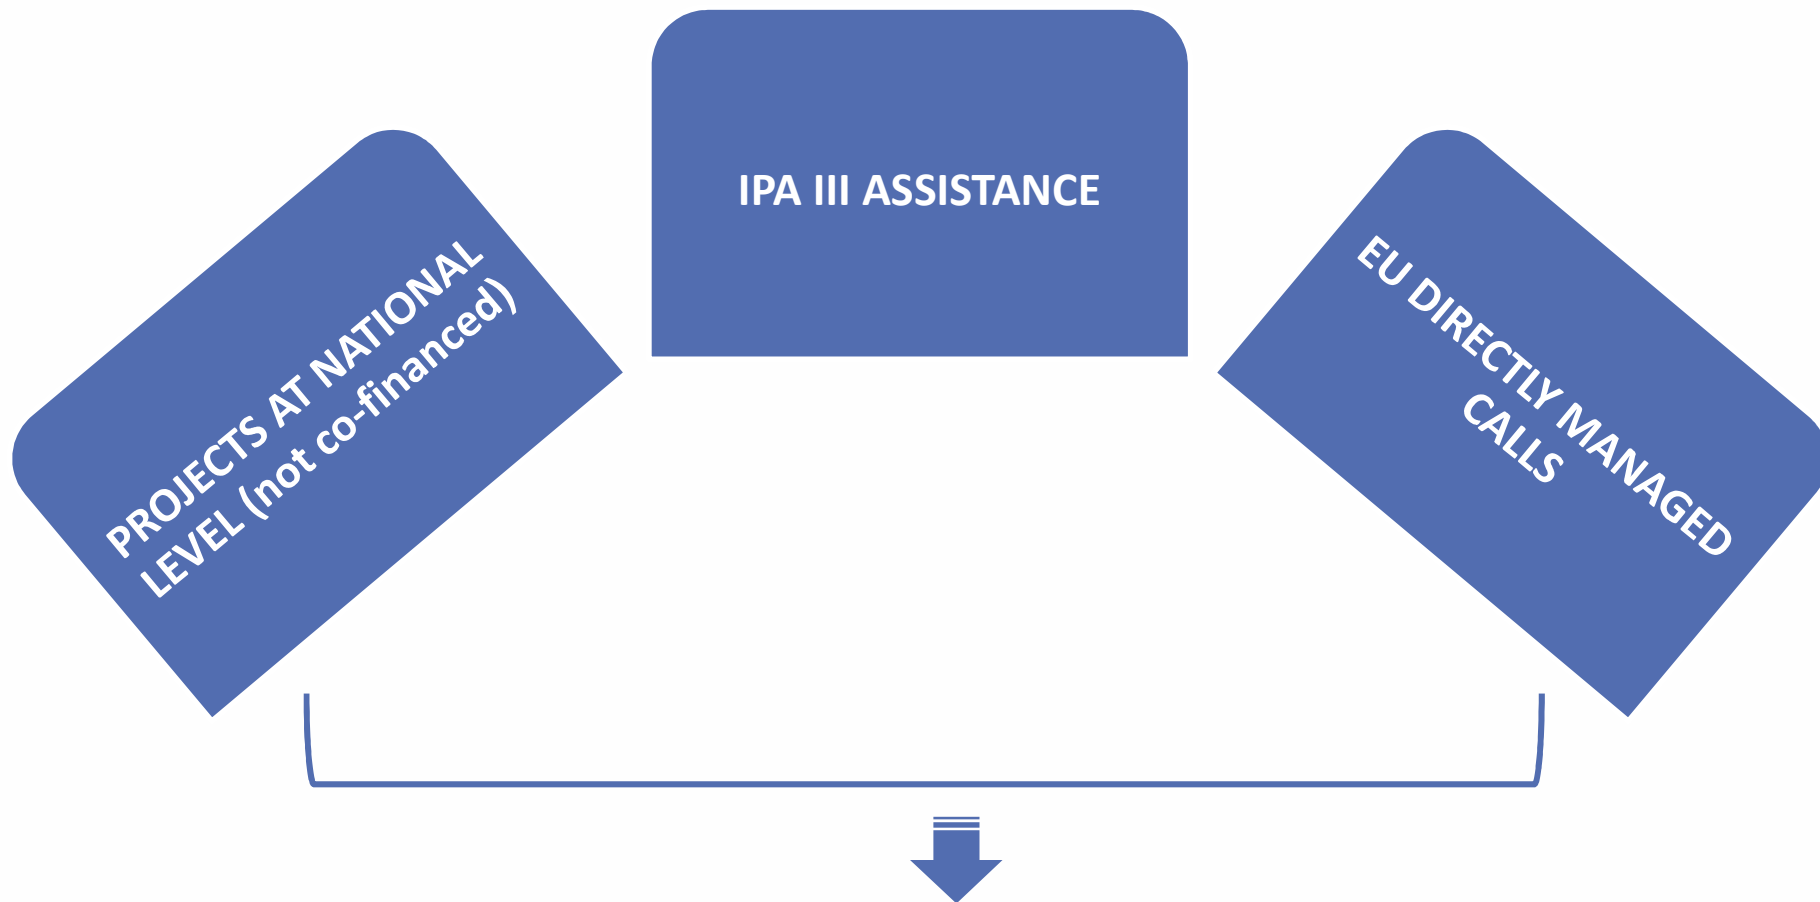 IPA III ASSISTANCE
PROJECTS AT NATIONAL
LEVEL (not co-financed)
EU DIRECTLY MANAGED
CALLS